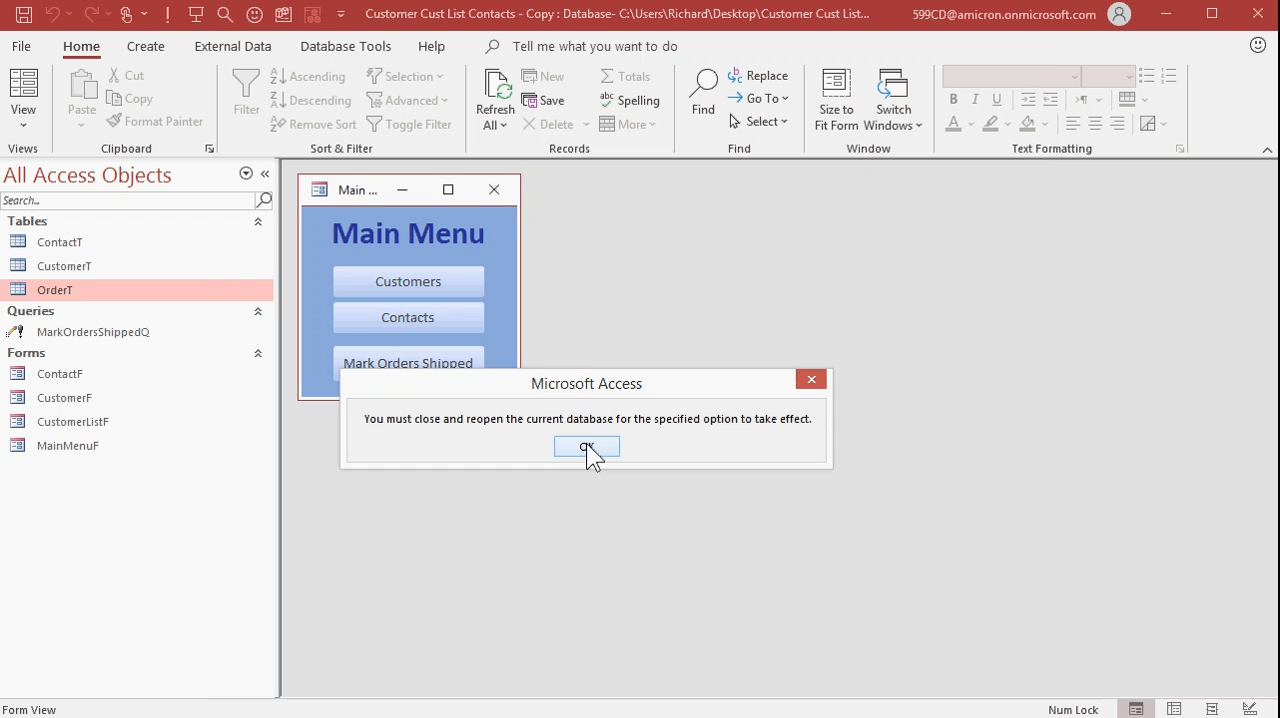 Customer Cust List Contacts - Copy : Database- C:\Users\Richard\Desktop\Customer Cust List...
599CD@amicron.onmicrosoft.com
File Home Create External Data Database Tools Help Tell me what you want to do
View
Views
Paste
Cut
Copy
Format Painter
Clipboard
Filter
Ascending
Descending
Remove Sort
Selection
Advanced
Toggle Filter
Sort & Filter
Refresh
All
New
Save
Delete
Totals
Spelling
More
Records
Find
Replace
Go To
Select
Find
Size to
Fit Form
Switch
Windows
Window
B I U
A
Text Formatting
All Access Objects
Search...
Tables
ContactT
CustomerT
OrderT
Queries
MarkOrdersShippedQ
Forms
ContactF
CustomerF
CustomerListF
MainMenuF
Main ...
Main Menu
Customers
Contacts
Mark Orders Shipped
Microsoft Access
You must close and reopen the current database for the specified option to take effect.
Form View
Num Lock